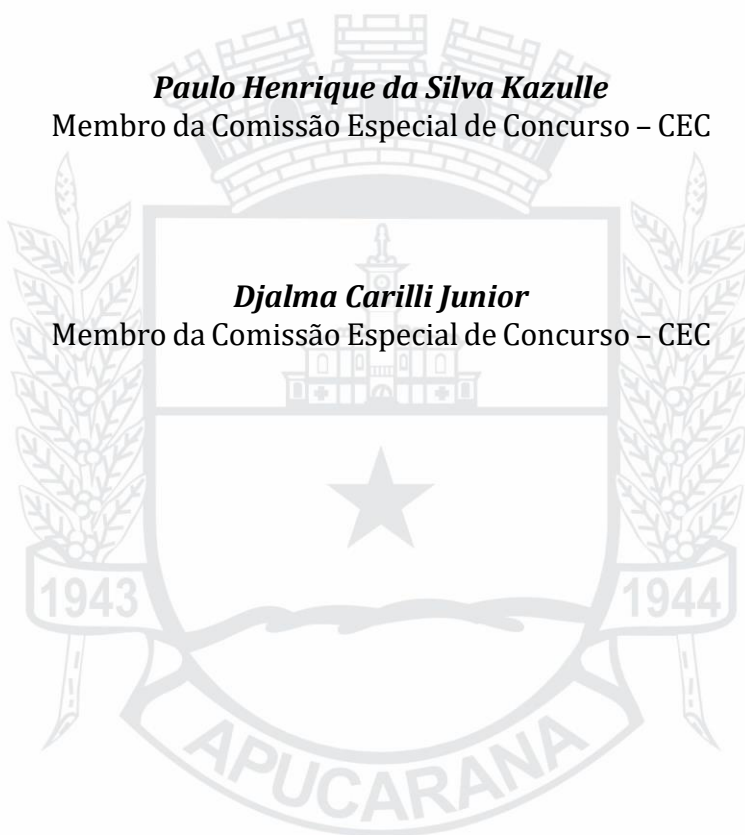 Paulo Henrique da Silva Kazulle
Membro da Comissão Especial de Concurso – CEC
Djalma Carilli Junior
Membro da Comissão Especial de Concurso – CEC
1943
1944
APUCARANA